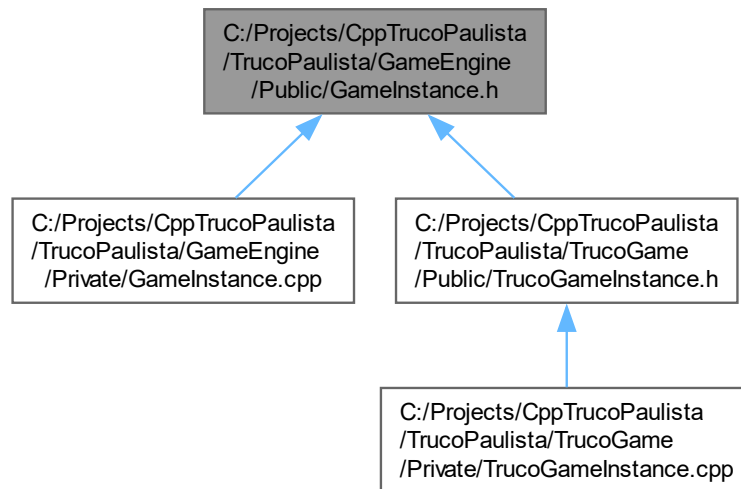 C:/Projects/CppTrucoPaulista
/TrucoPaulista/GameEngine
/Public/GameInstance.h
C:/Projects/CppTrucoPaulista
/TrucoPaulista/GameEngine
/Private/GameInstance.cpp
C:/Projects/CppTrucoPaulista
/TrucoPaulista/TrucoGame
/Public/TrucoGameInstance.h
C:/Projects/CppTrucoPaulista
/TrucoPaulista/TrucoGame
/Private/TrucoGameInstance.cpp